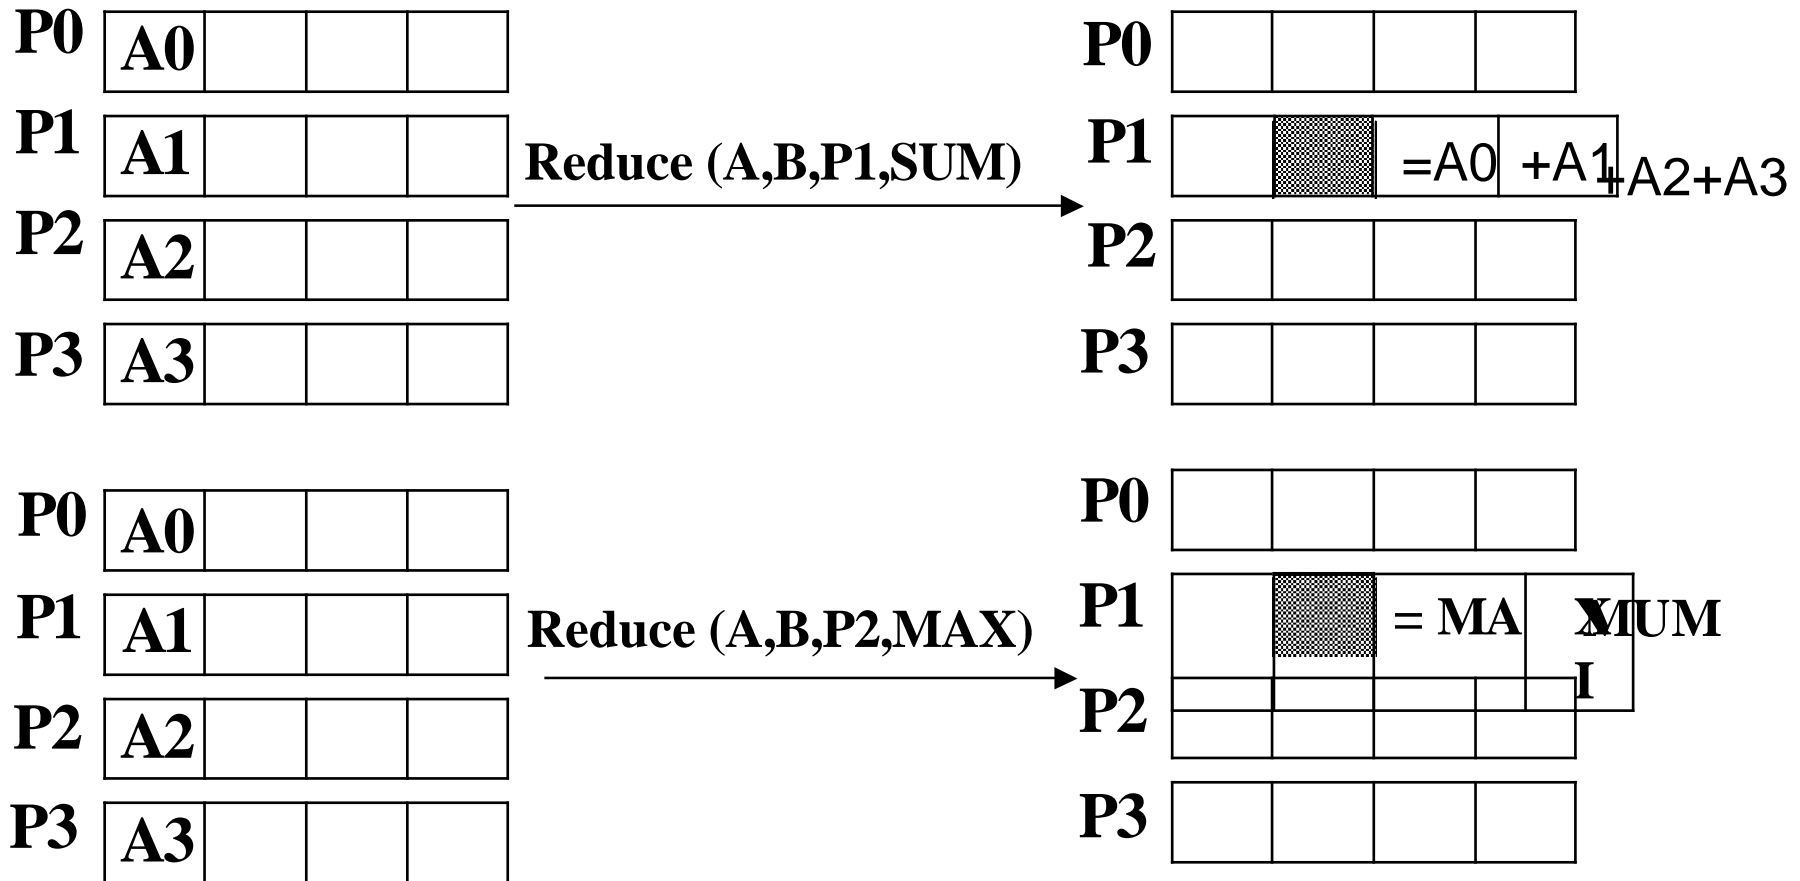 P0 A0 P0
P1 A1 Reduce (A,B,P1,SUM) P1 =A0 +A1+A2+A3
P2 A2 P2
P3 A3 P3
P0 A0 P0
P1 A1 Reduce (A,B,P2,MAX) P1 = MA X MUM
I
P2 A2 P2
P3 A3 P3